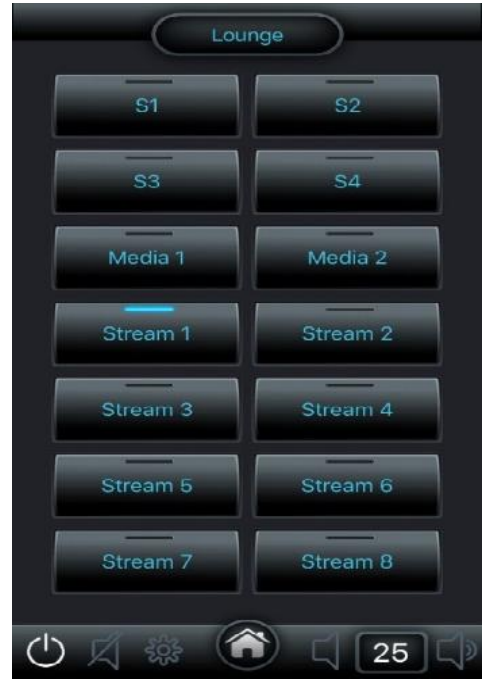 Lounge
S1 S2
S3 S4
Media 1 Media 2
Stream 1 Stream 2
Stream 3 Stream 4
Stream 5 Stream 6
Stream 7 Stream 8
25